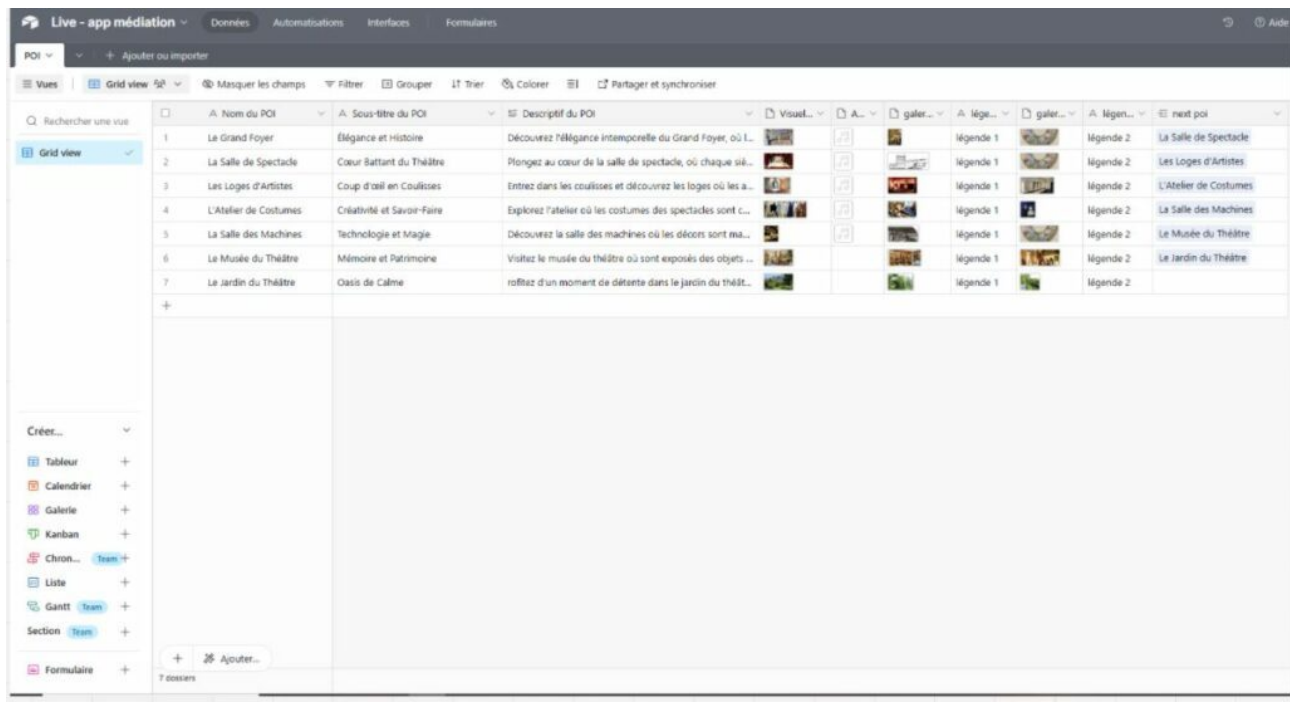 Live - app médiation Données Automatisations Interfaces Formulaires Aide
POI + Ajouter ou importer
Vues Grid view Masquer les champs Filtrer Grouper Trier Colorer Partager et synchroniser
Rechercher une vue
Grid view
Nom du POI Sous-titre du POI Descriptif du POI Visuel... A... galer... lége... galer... légen... next poi
1 Le Grand Foyer Élégance et Histoire Découvrez l'élégance intemporelle du Grand Foyer, où l... légende 1 légende 2 La Salle de Spectacle
2 La Salle de Spectacle Cœur Battant du Théâtre Plongez au cœur de la salle de spectacle, où chaque siè... légende 1 légende 2 Les Loges d'Artistes
3 Les Loges d'Artistes Coup d'œil en Coulisses Entrez dans les coulisses et découvrez les loges où les a... légende 1 légende 2 L'Atelier de Costumes
4 L'Atelier de Costumes Créativité et Savoir-Faire Explorez l'atelier où les costumes des spectacles sont c... légende 1 légende 2 La Salle des Machines
5 La Salle des Machines Technologie et Magie Découvrez la salle des machines où les décors sont ma... légende 1 légende 2 Le Musée du Théâtre
6 Le Musée du Théâtre Mémoire et Patrimoine Visitez le musée du théâtre où sont exposés des objets ... légende 1 légende 2 Le Jardin du Théâtre
7 Le Jardin du Théâtre Oasis de Calme rofitez d'un moment de détente dans le jardin du théât... légende 1 légende 2
+
Créer...
Tableur +
Calendrier +
Galerie +
Kanban +
Chron... Team +
Liste +
Gantt Team +
Section Team +
Formulaire +
+ Ajouter...
7 dossiers